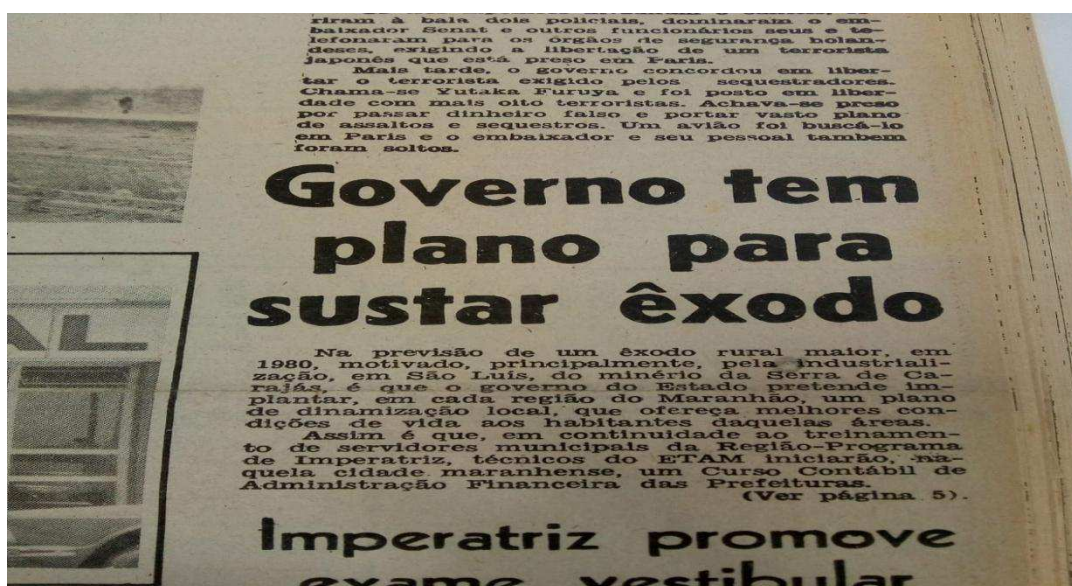 riram à bala dois policiais, dominaram o em-
baixador Senat e outros funcionários seus e te-
lefonaram para os órgãos de segurança holan-
deses, exigindo a libertação de um terrorista
japonês que está preso em Paris.
Mais tarde, o governo concordou em liber-
tar o terrorista exigido pelos sequestradores.
Chama-se Yutaka Furuya e foi posto em liber-
dade com mais oito terroristas. Achava-se preso
por passar dinheiro falso e portar vasto plano
de assaltos e sequestros. Um avião foi buscá-lo
em Paris e o embaixador e seu pessoal também
foram soltos.
Governo tem
plano para
sustar êxodo
Na previsão de um êxodo rural maior, em
1980, motivado, principalmente, pela industriali-
zação, em São Luís, do minério da Serra de Ca-
rajás, é que o governo do Estado pretende im-
plantar, em cada região do Maranhão, um plano
de dinamização local, que ofereça melhores con-
dições de vida aos habitantes daquelas áreas.
Assim é que, em continuidade ao treinamen-
to de servidores municipais da Região-Programa
de Imperatriz, técnicos do ETAM iniciarão, na-
quela cidade maranhense, um Curso Contábil de
Administração Financeira das Prefeituras.
(Ver página 5).
Imperatriz promove
exame vestibular
AL